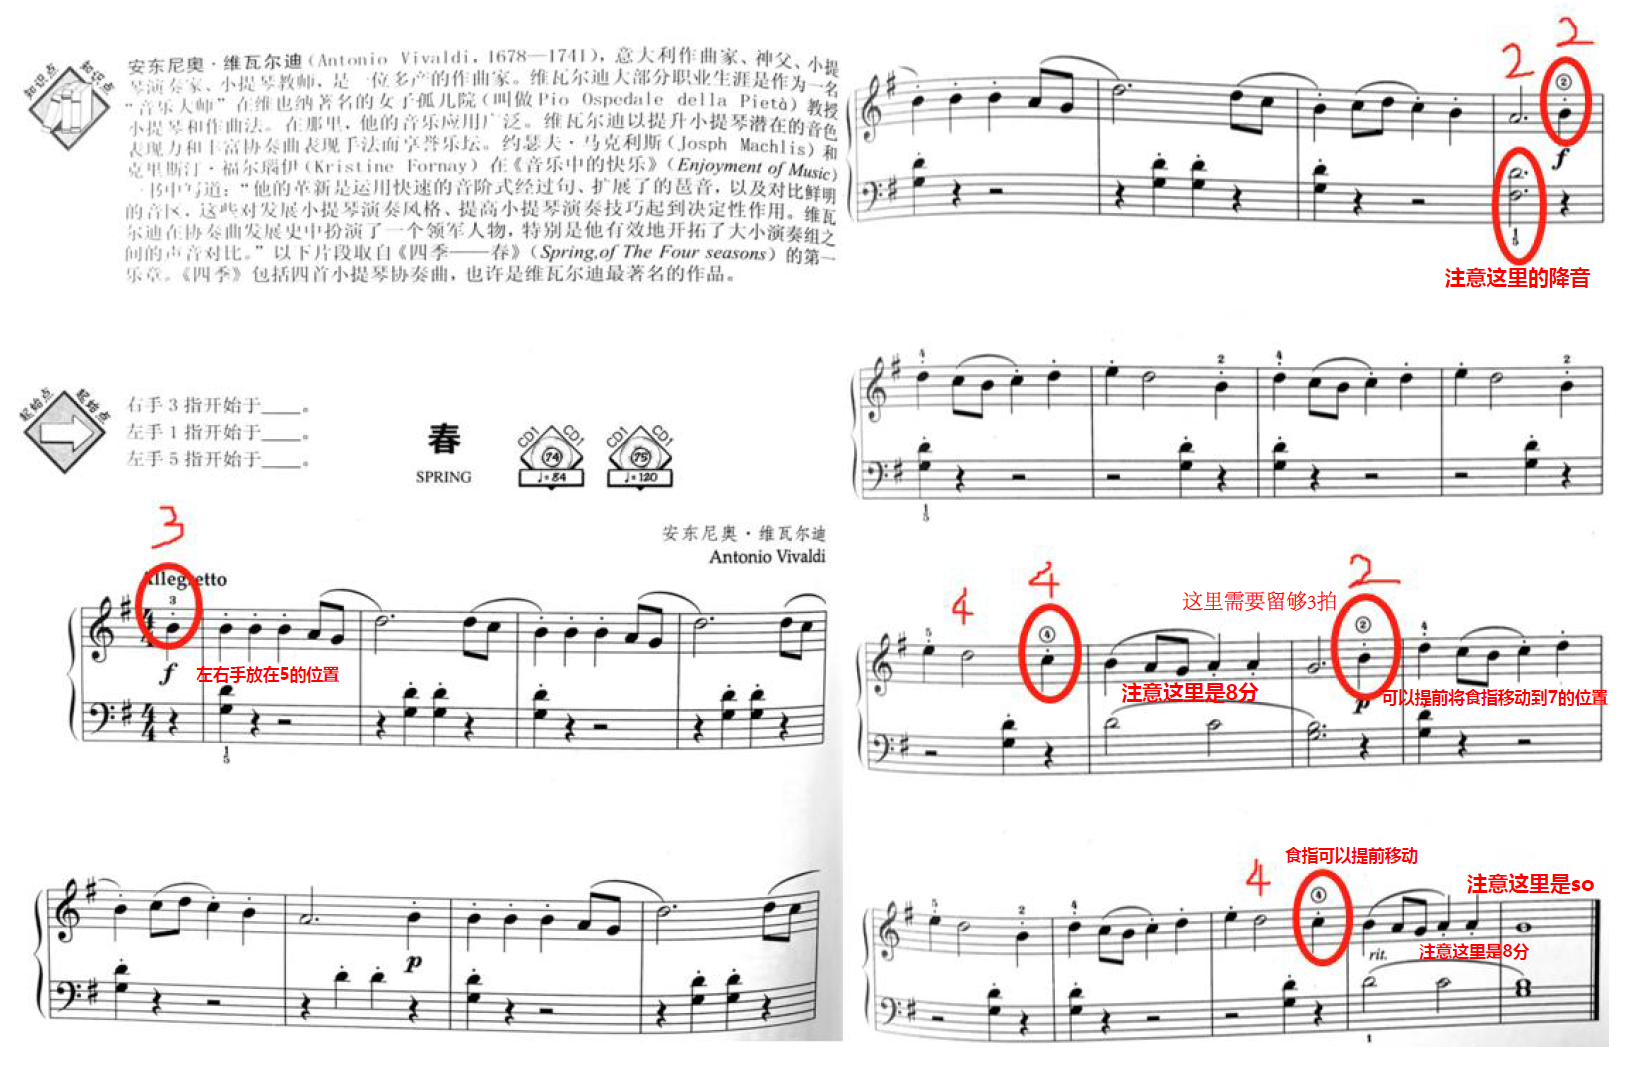 知识点 知识点
安东尼奥·维瓦尔迪(Antonio Vivaldi, 1678—1741)，意大利作曲家、神父、小提
琴演奏家、小提琴教师，是一位多产的作曲家。维瓦尔迪大部分职业生涯是作为一名
“音乐大师”在维也纳著名的女子孤儿院(叫做 Pio Ospedale della Pietà)教授
小提琴和作曲法。在那里，他的音乐应用广泛。维瓦尔迪以提升小提琴潜在的音色
表现力和丰富协奏曲表现手法而享誉乐坛。约瑟夫·马克利斯(Josph Machlis)和
克里斯汀·福尔瑙伊(Kristine Fornay)在《音乐中的快乐》(Enjoyment of Music)
一书中写道：“他的革新是运用快速的音阶式经过句、扩展了的琶音，以及对比鲜明
的音区，这些对发展小提琴演奏风格、提高小提琴演奏技巧起到决定性作用。维瓦
尔迪在协奏曲发展史中扮演了一个领军人物，特别是他有效地开拓了大小演奏组之
间的声音对比。”以下片段取自《四季——春》(Spring,of The Four seasons)的第一
乐章。《四季》包括四首小提琴协奏曲，也许是维瓦尔迪最著名的作品。
起始点 起始点
右手 3 指开始于____。
左手 1 指开始于____。
左手 5 指开始于____。
春
SPRING
CD1 CD1
74
♩=84
CD1 CD1
75
♩=120
安东尼奥·维瓦尔迪
Antonio Vivaldi
3
Allegretto
3
4
4
f
左右手放在5的位置
4
4
1
5
p
2 2
②
f
1
5
注意这里的降音
4 2 4 2
1
5
4 4 2
这里需要留够3拍
5 ④ ② 4
注意这里是8分
p
可以提前将食指移动到7的位置
食指可以提前移动
4
注意这里是so
5 2 4 ④
rit.
注意这里是8分
1